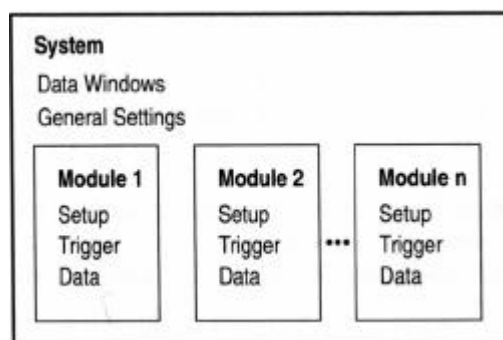 System
Data Windows
General Settings
Module 1
Setup
Trigger
Data
Module 2
Setup
Trigger
Data
•••
Module n
Setup
Trigger
Data